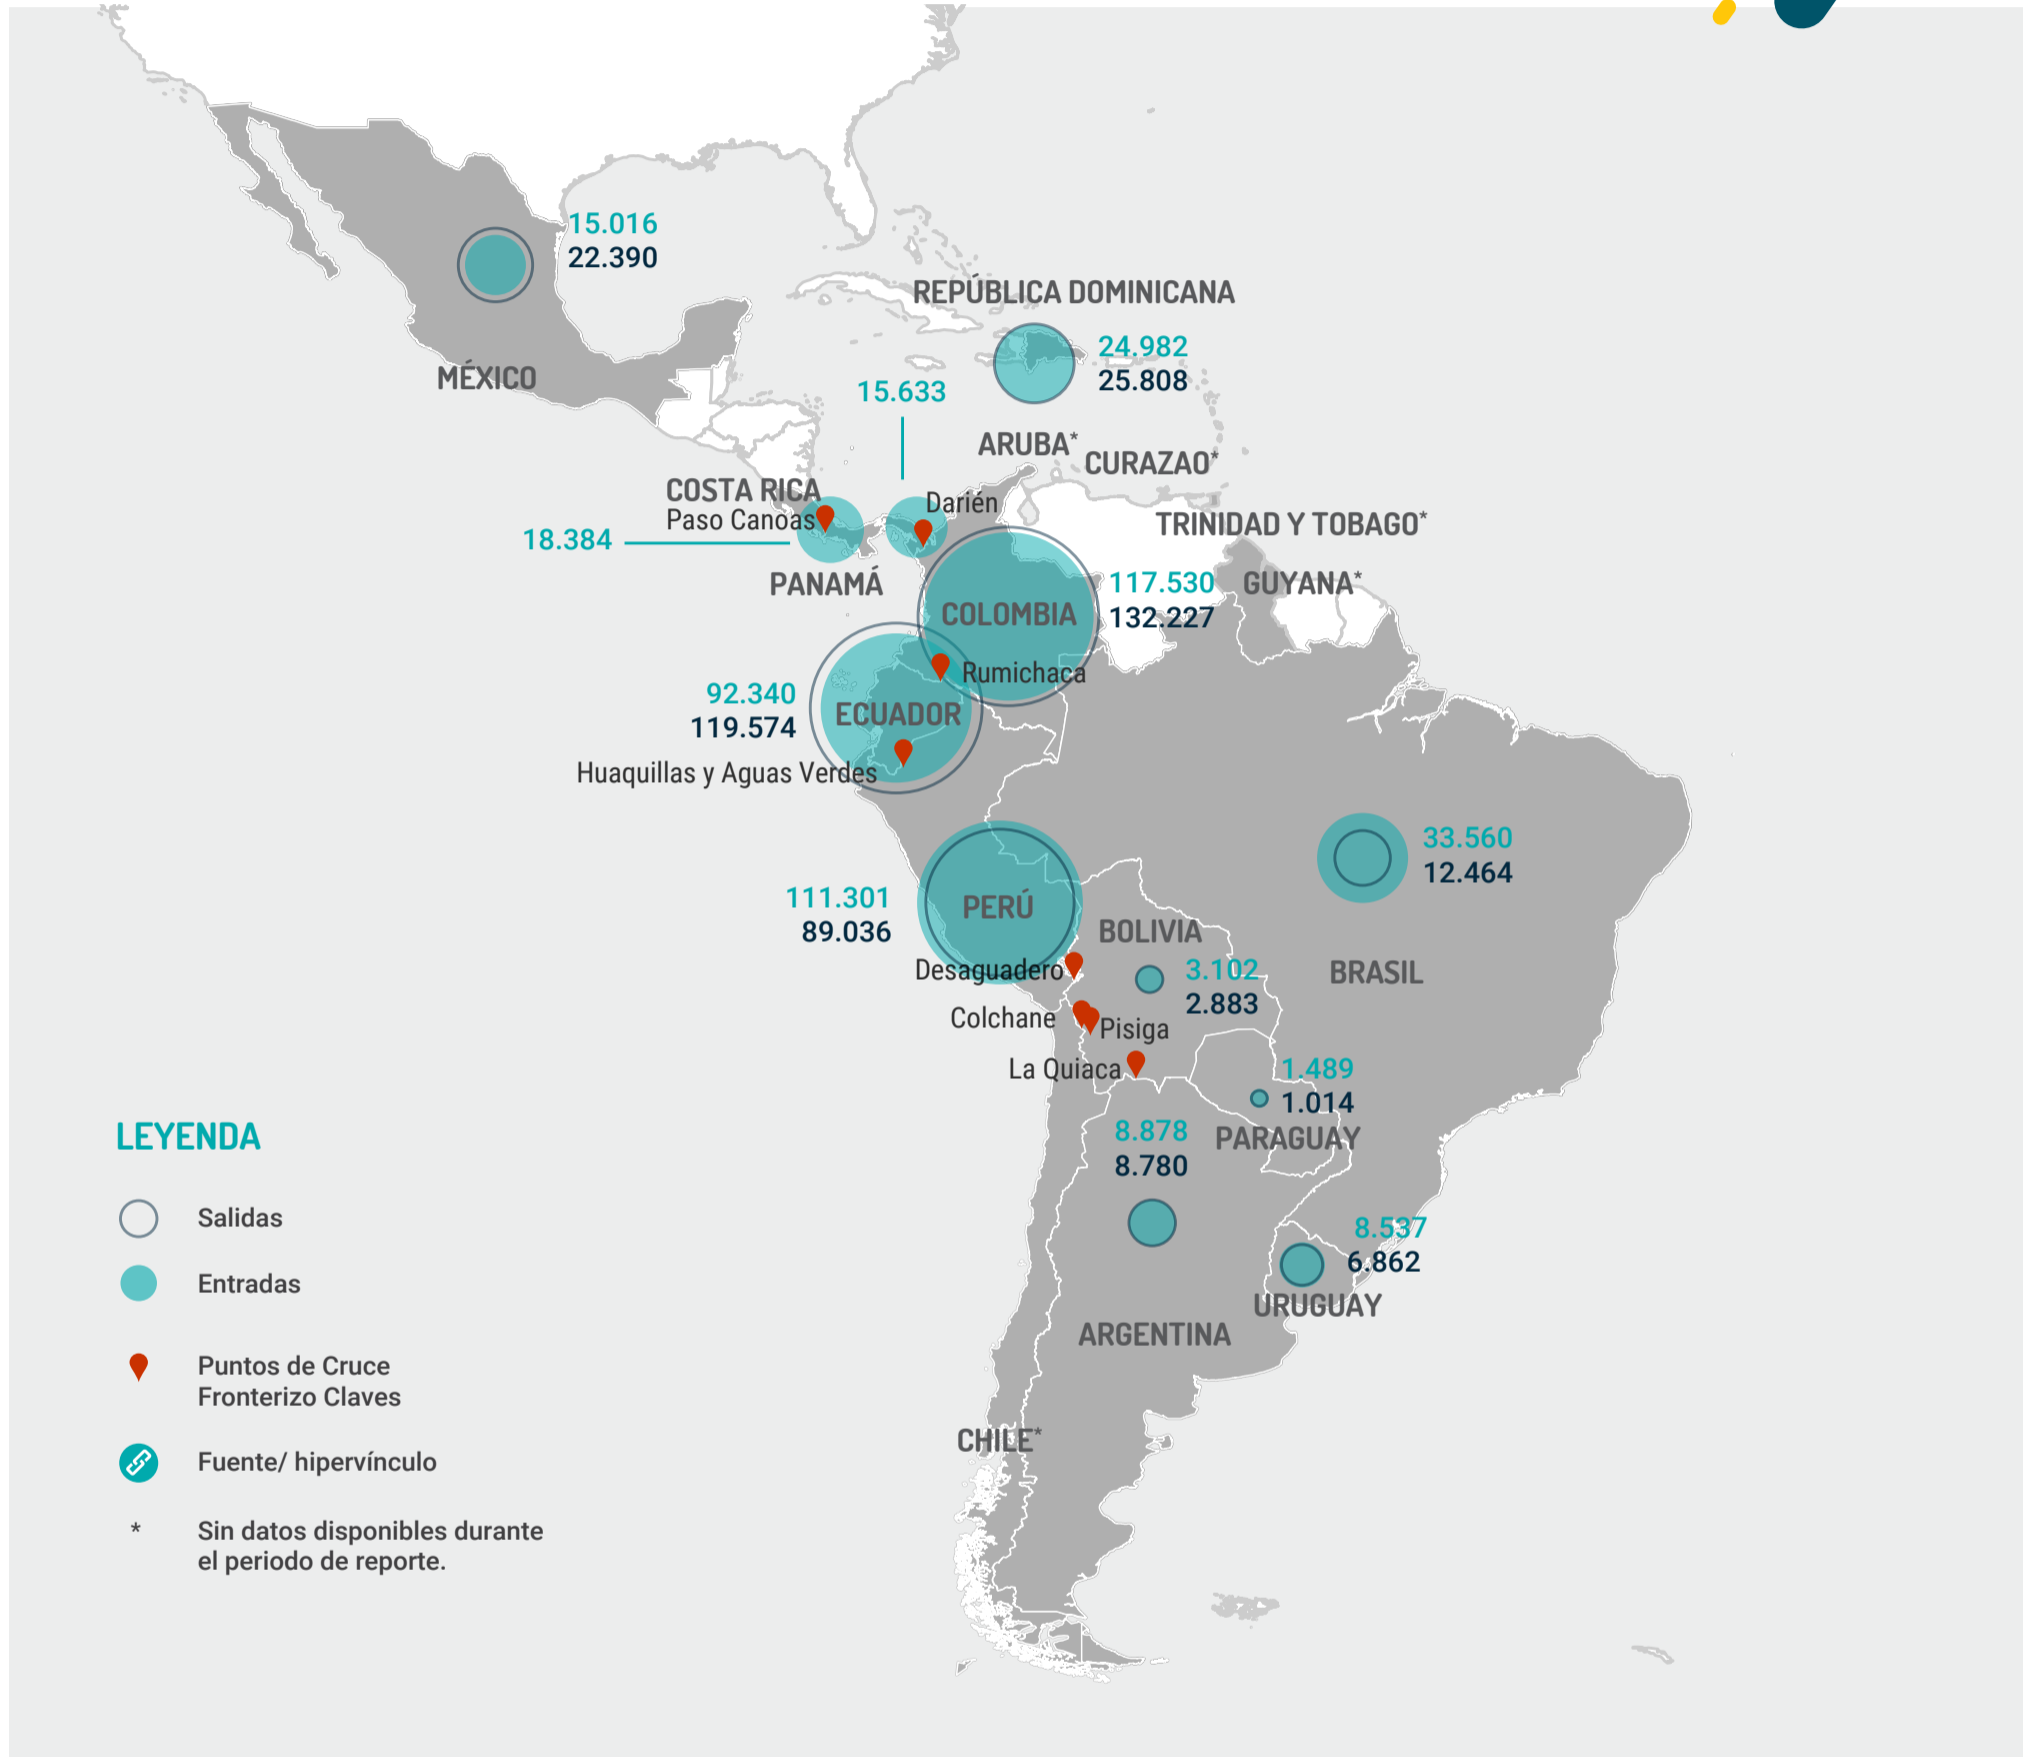 15.016
22.390
REPÚBLICA DOMINICANA
24.982
25.808
MÉXICO
15.633
ARUBA*
CURAZAO*
COSTA RICA
Paso Canoas
Darién
TRINIDAD Y TOBAGO*
18.384
PANAMÁ
117.530
132.227
GUYANA*
COLOMBIA
Rumichaca
92.340
119.574
ECUADOR
Huaquillas y Aguas Verdes
33.560
12.464
111.301
89.036
PERÚ
BOLIVIA
Desaguadero
3.102
2.883
BRASIL
Colchane
Pisiga
La Quiaca
1.489
1.014
PARAGUAY
8.878
8.780
8.537
6.862
URUGUAY
ARGENTINA
CHILE*
LEYENDA
Salidas
Entradas
Puntos de Cruce
Fronterizo Claves
Fuente/ hipervínculo
* Sin datos disponibles durante
el periodo de reporte.